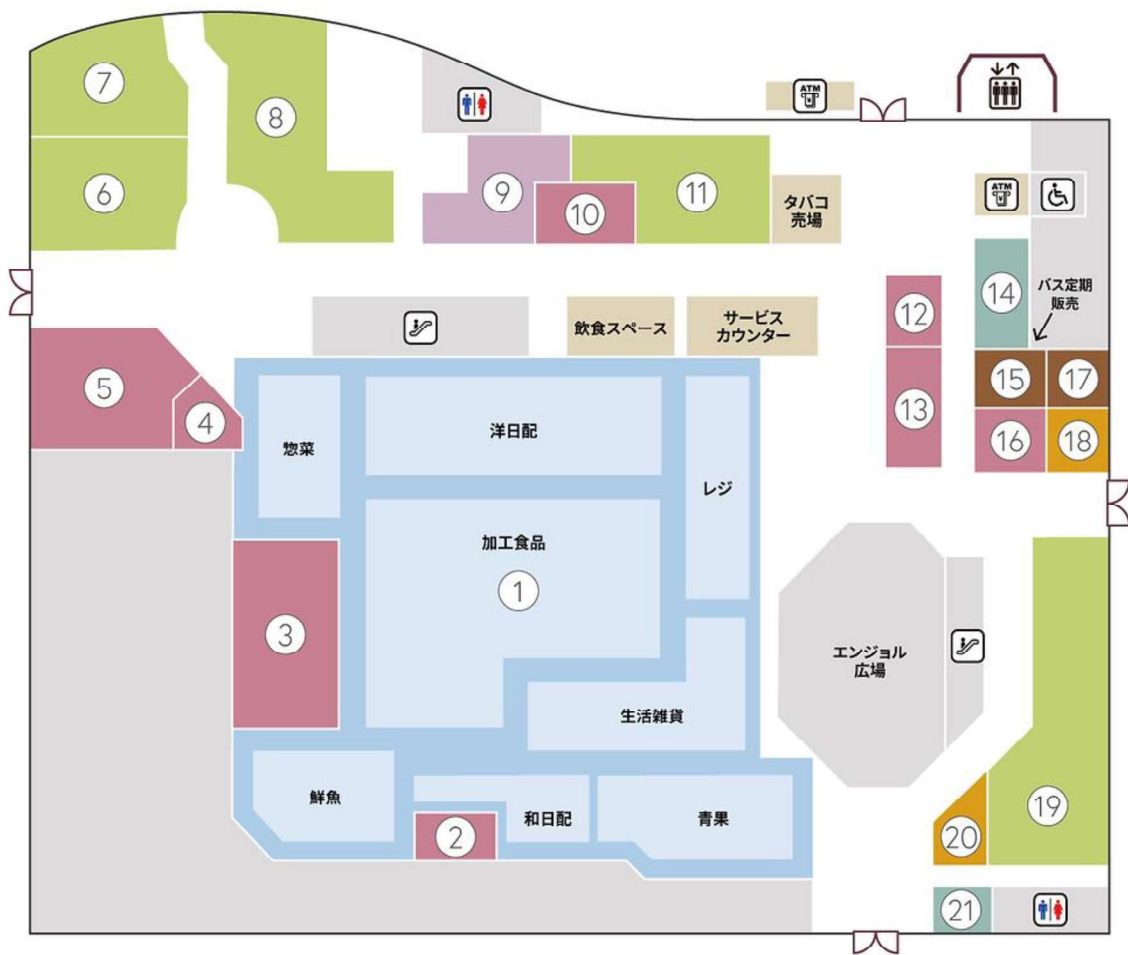 7
8
6
9
10
11
ATM
タバコ
売場
ATM
14
バス定期
販売
12
13
15
17
16
18
飲食スペース
サービス
カウンター
5
4
惣菜
洋日配
レジ
加工食品
1
3
生活雑貨
エンジョル
広場
鮮魚
和日配
2
青果
19
20
21